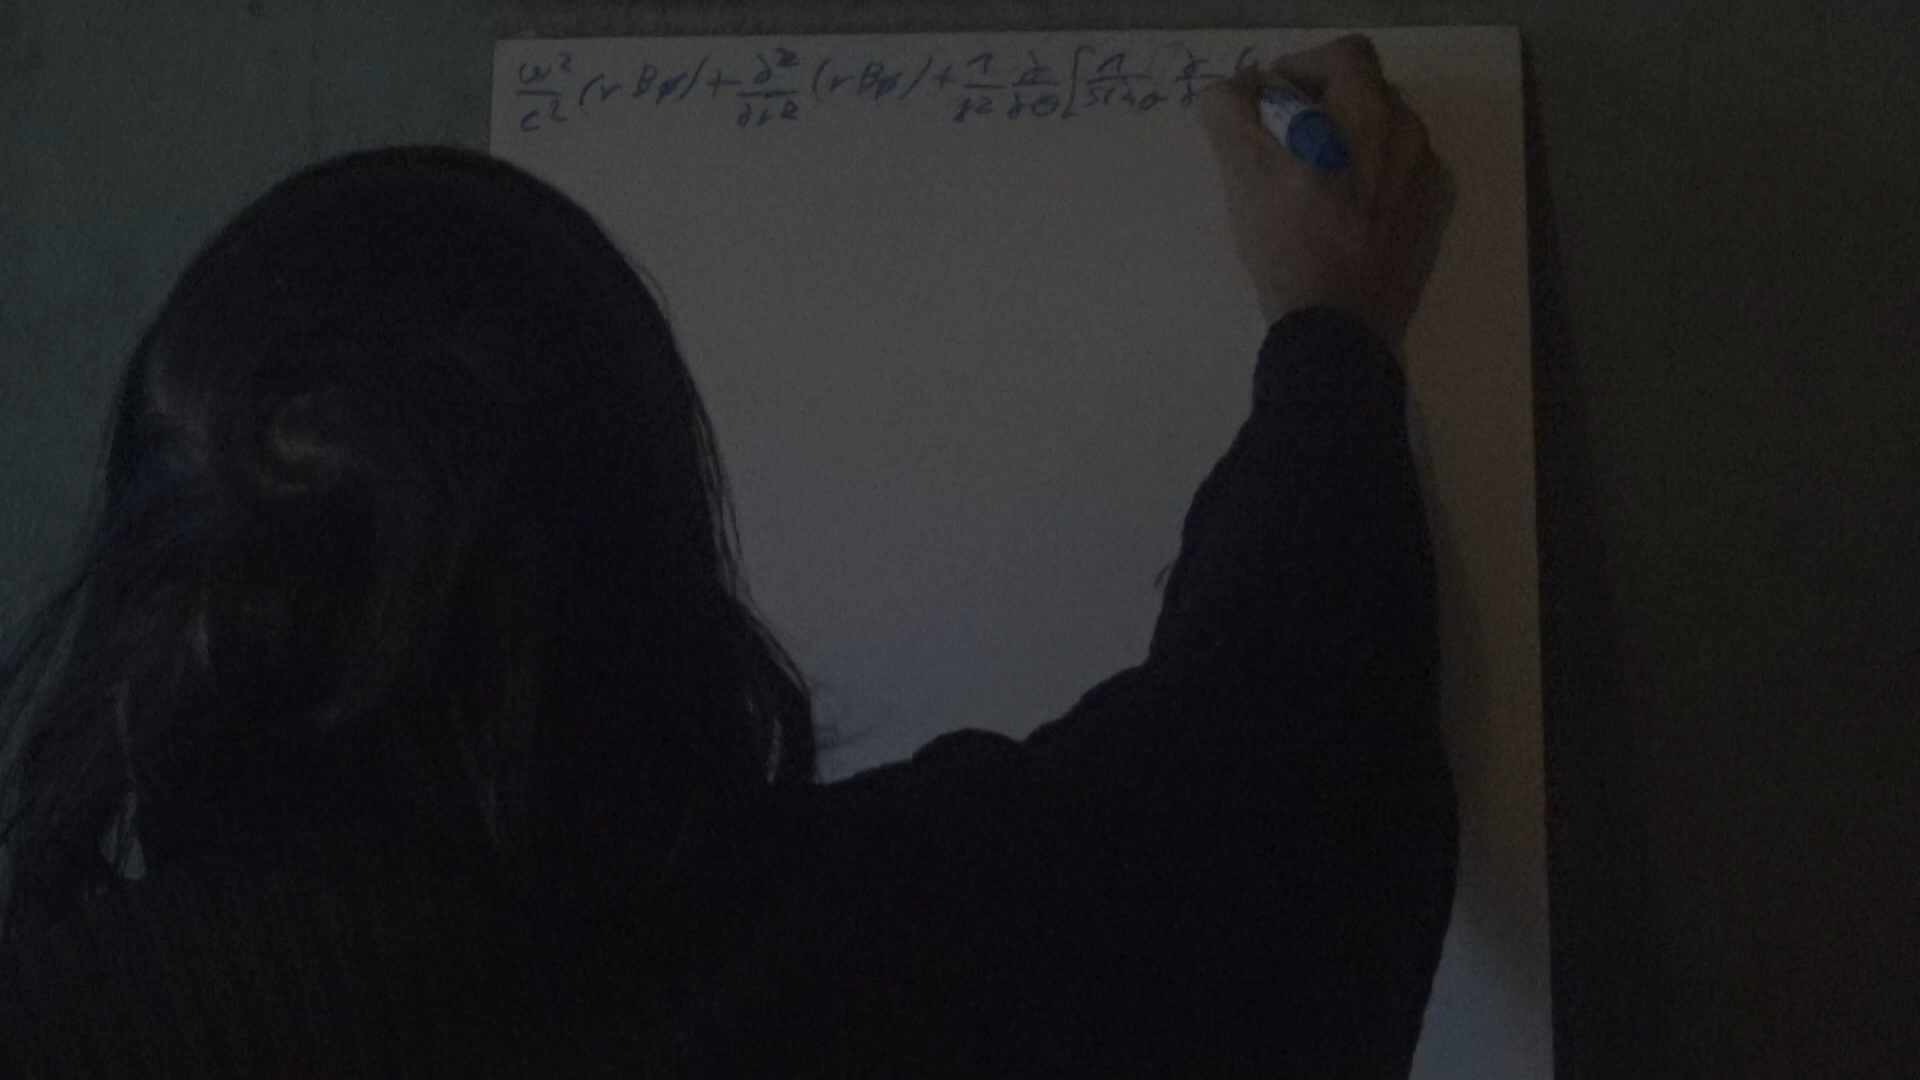 ω²/c² (r Bφ) + ∂²/∂r² (r Bφ) + 1/r² ∂/∂θ [1/sinθ ∂/∂